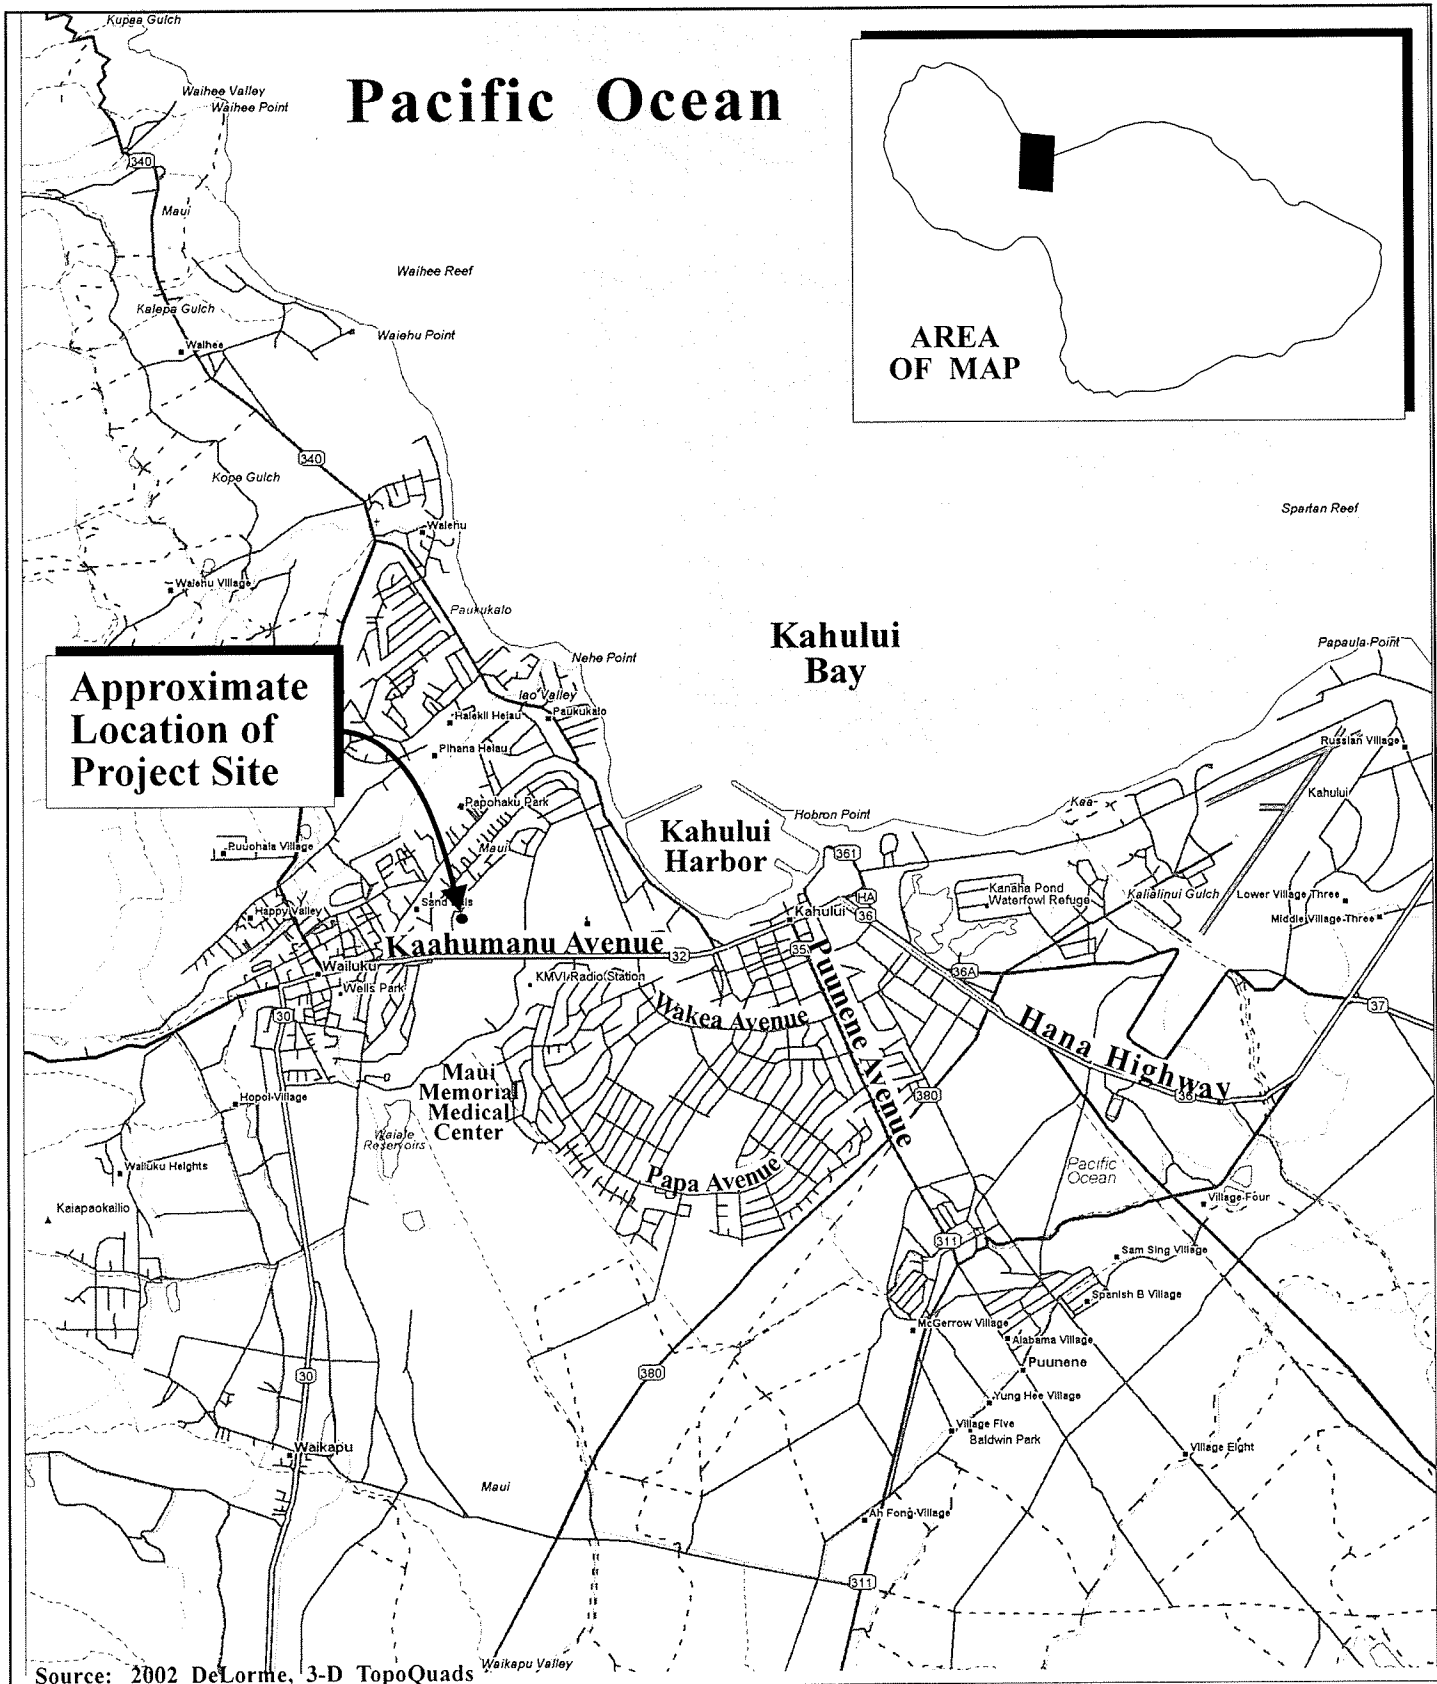 Kupaa Gulch
Pacific Ocean
Waihee Valley
Waihee Point
340
Maui
Waihee Reef
Kalepa Gulch
Waiehu Point
Waihee
AREA
OF MAP
340
Kope Gulch
Spartan Reef
Waiehu
Waiehu Village
Paukukalo
Kahului
Bay
Papaula Point
Nehe Point
Approximate
Location of
Project Site
Iao Valley
Halekii Heiau
Paukukalo
Pihana Heiau
Russian Village
Kahului
Papohaku Park
Kaa
Hobron Point
Kahului
Harbor
Puuohala Village
Maui
361
Kanaha Pond
Waterfowl Refuge
Kalialinui Gulch
Lower Village Three
HA
Sand Hills
Happy Valley
Kahului
36
Middle Village Three
Kaahumanu Avenue
32
35
Puunene Avenue
Wailuku
KMVI Radio Station
36A
Wells Park
30
Wakea Avenue
37
Hana Highway
36
Maui
Memorial
Medical
Center
380
Hopoi Village
Waiale
Reservoirs
Wailuku Heights
Papa Avenue
Pacific
Ocean
Village Four
Kaiapaokailio
311
Sam Sing Village
Spanish B Village
McGerrow Village
Alabama Village
Puunene
380
30
Yung Hee Village
Village Five
Baldwin Park
Village Eight
Waikapu
Maui
Ah Fong Village
311
Waikapu Valley
Source: 2002 DeLorme, 3-D TopoQuads